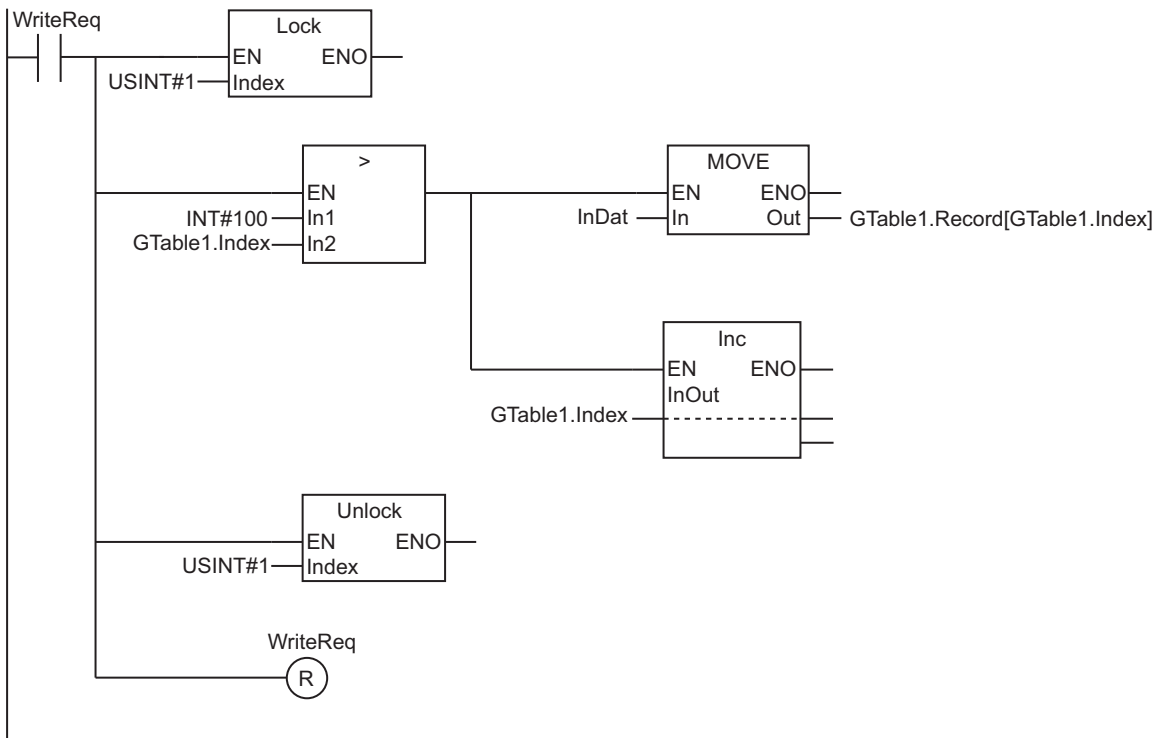 WriteReq
Lock
EN ENO
USINT#1 Index
>
EN
INT#100 In1
GTable1.Index In2
MOVE
EN ENO
InDat In Out GTable1.Record[GTable1.Index]
Inc
EN ENO
InOut
GTable1.Index
Unlock
EN ENO
USINT#1 Index
WriteReq
R